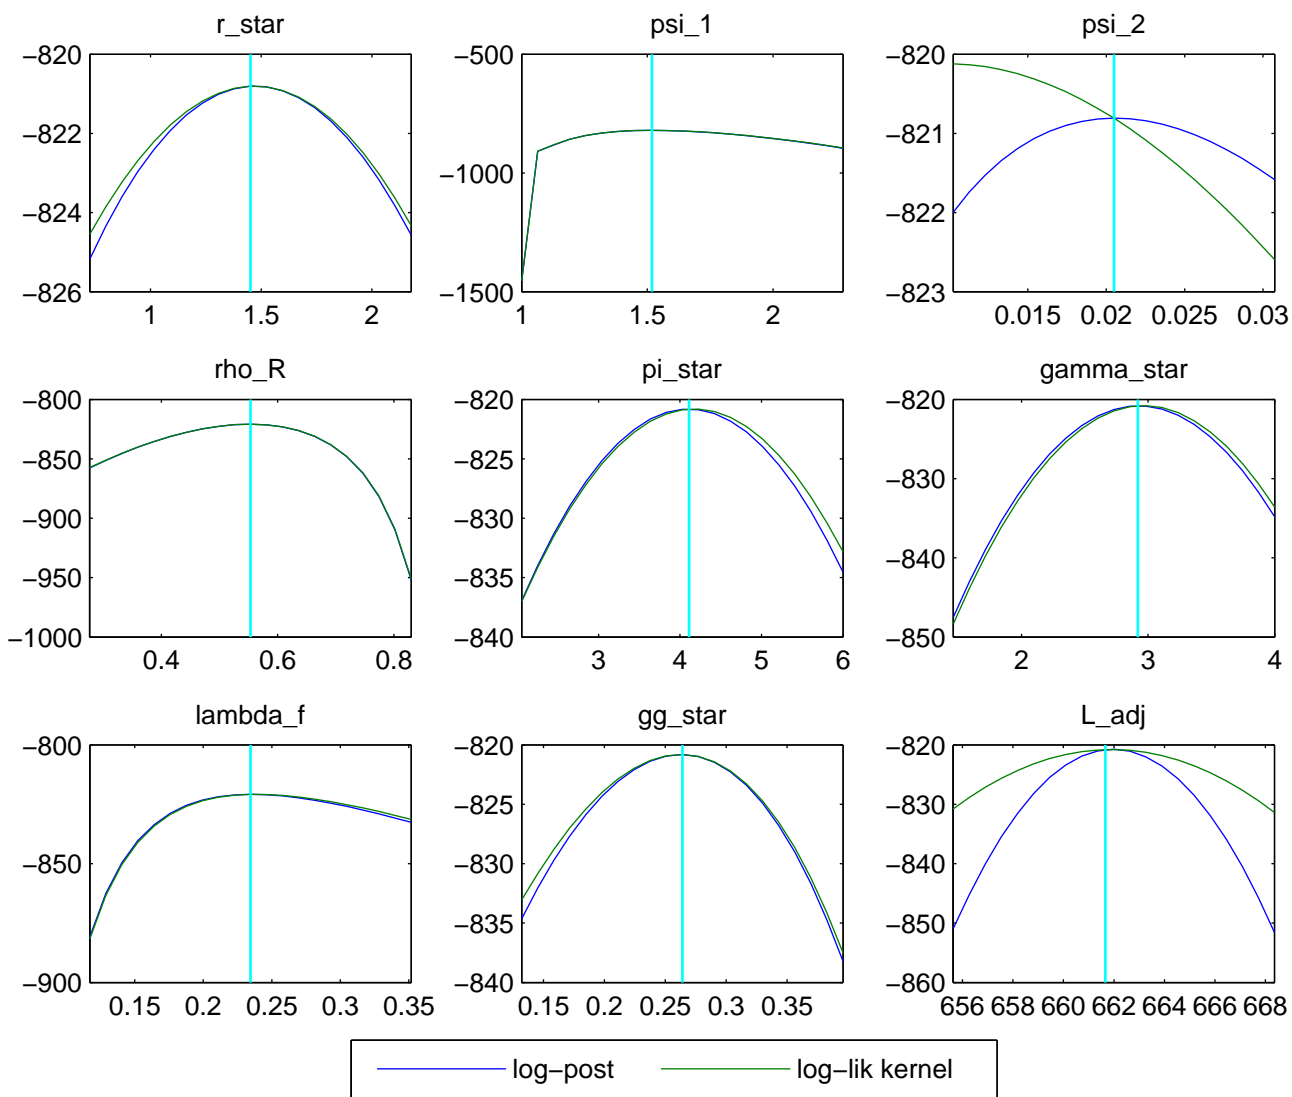 r_star psi_1 psi_2
−820 −500 −820
−822 −821
−1000
−824 −822
−826 −1500 −823
1 1.5 2 1 1.5 2 0.015 0.02 0.025 0.03
rho_R pi_star gamma_star
−800 −820 −820
−850 −825 −830
−900 −830
−950 −835 −840
−1000 −840 −850
0.4 0.6 0.8 3 4 5 6 2 3 4
lambda_f gg_star L_adj
−800 −820 −820
−825 −830
−850 −830 −840
−835 −850
−900 −840 −860
0.15 0.2 0.25 0.3 0.35 0.15 0.2 0.25 0.3 0.35 656 658 660 662 664 666 668
log−post log−lik kernel